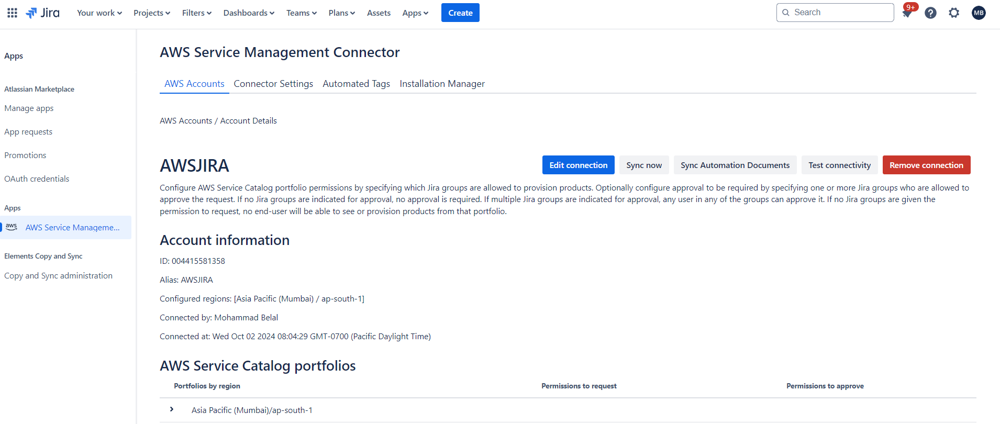 Jira Your work Projects Filters Dashboards Teams Plans Assets Apps Create Search 9+ MB
Apps
Atlassian Marketplace
Manage apps
App requests
Promotions
OAuth credentials
Apps
aws AWS Service Manageme...
Elements Copy and Sync
Copy and Sync administration
AWS Service Management Connector
AWS Accounts Connector Settings Automated Tags Installation Manager
AWS Accounts / Account Details
AWSJIRA Edit connection Sync now Sync Automation Documents Test connectivity Remove connection
Configure AWS Service Catalog portfolio permissions by specifying which Jira groups are allowed to provision products. Optionally configure approval to be required by specifying one or more Jira groups who are allowed to
approve the request. If no Jira groups are indicated for approval, no approval is required. If multiple Jira groups are indicated for approval, any user in any of the groups can approve it. If no Jira groups are given the
permission to request, no end-user will be able to see or provision products from that portfolio.
Account information
ID: 004415581358
Alias: AWSJIRA
Configured regions: [Asia Pacific (Mumbai) / ap-south-1]
Connected by: Mohammad Belal
Connected at: Wed Oct 02 2024 08:04:29 GMT-0700 (Pacific Daylight Time)
AWS Service Catalog portfolios
Portfolios by region Permissions to request Permissions to approve
Asia Pacific (Mumbai)/ap-south-1